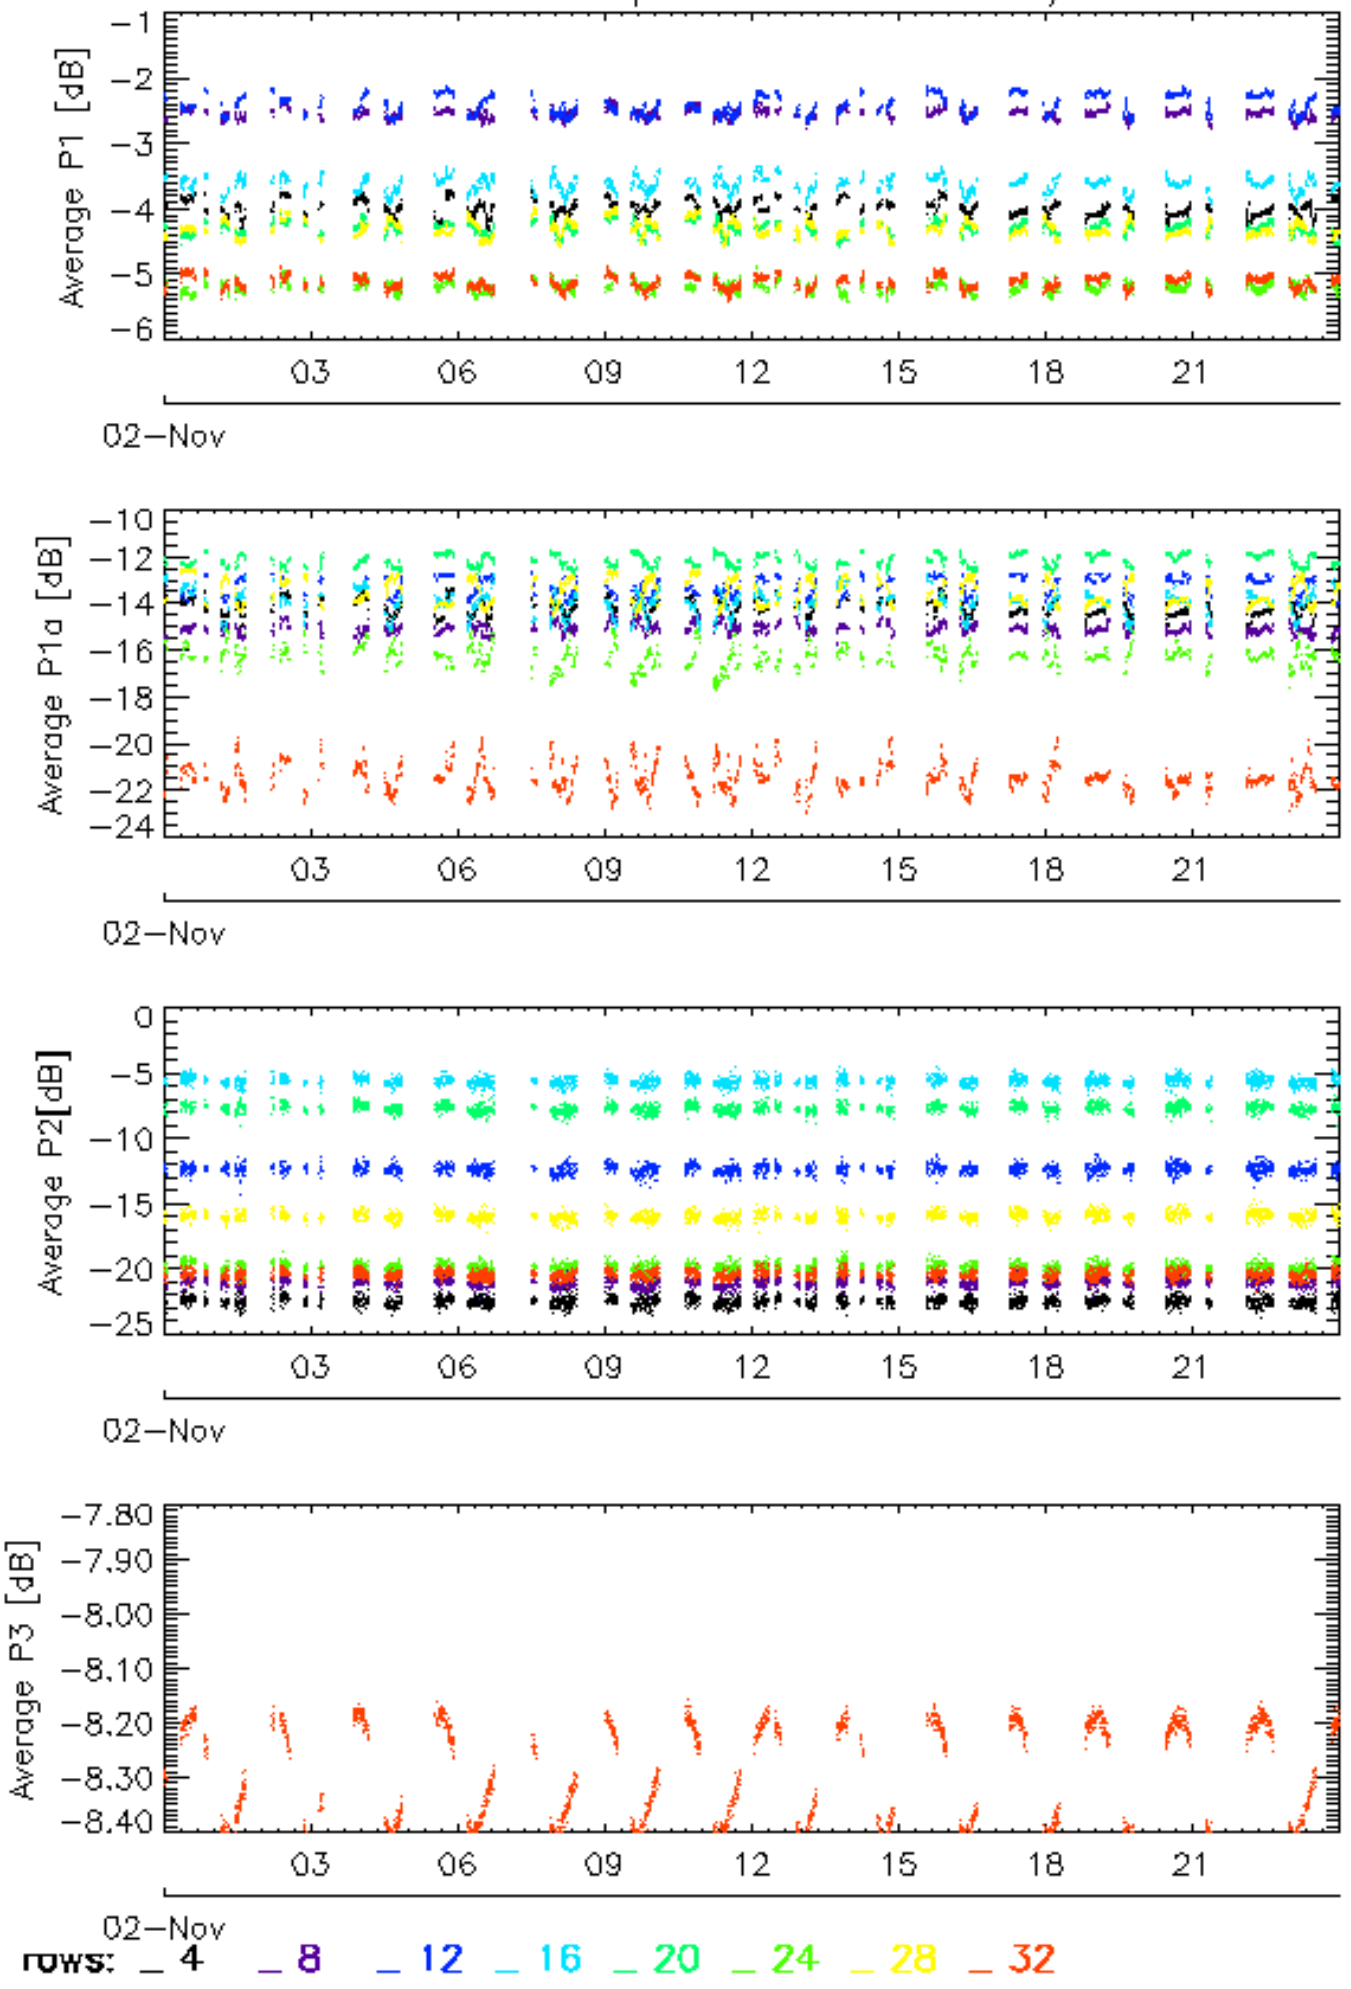 Average P1 [dB]
−1
−2
−3
−4
−5
−6
03 06 09 12 15 18 21
02−Nov
Average P1a [dB]
−10
−12
−14
−16
−18
−20
−22
−24
03 06 09 12 15 18 21
02−Nov
Average P2[dB]
0
−5
−10
−15
−20
−25
03 06 09 12 15 18 21
02−Nov
Average P3 [dB]
−7.80
−7.90
−8.00
−8.10
−8.20
−8.30
−8.40
03 06 09 12 15 18 21
02−Nov
rows: _ 4 _ 8 _ 12 _ 16 _ 20 _ 24 _ 28 _ 32